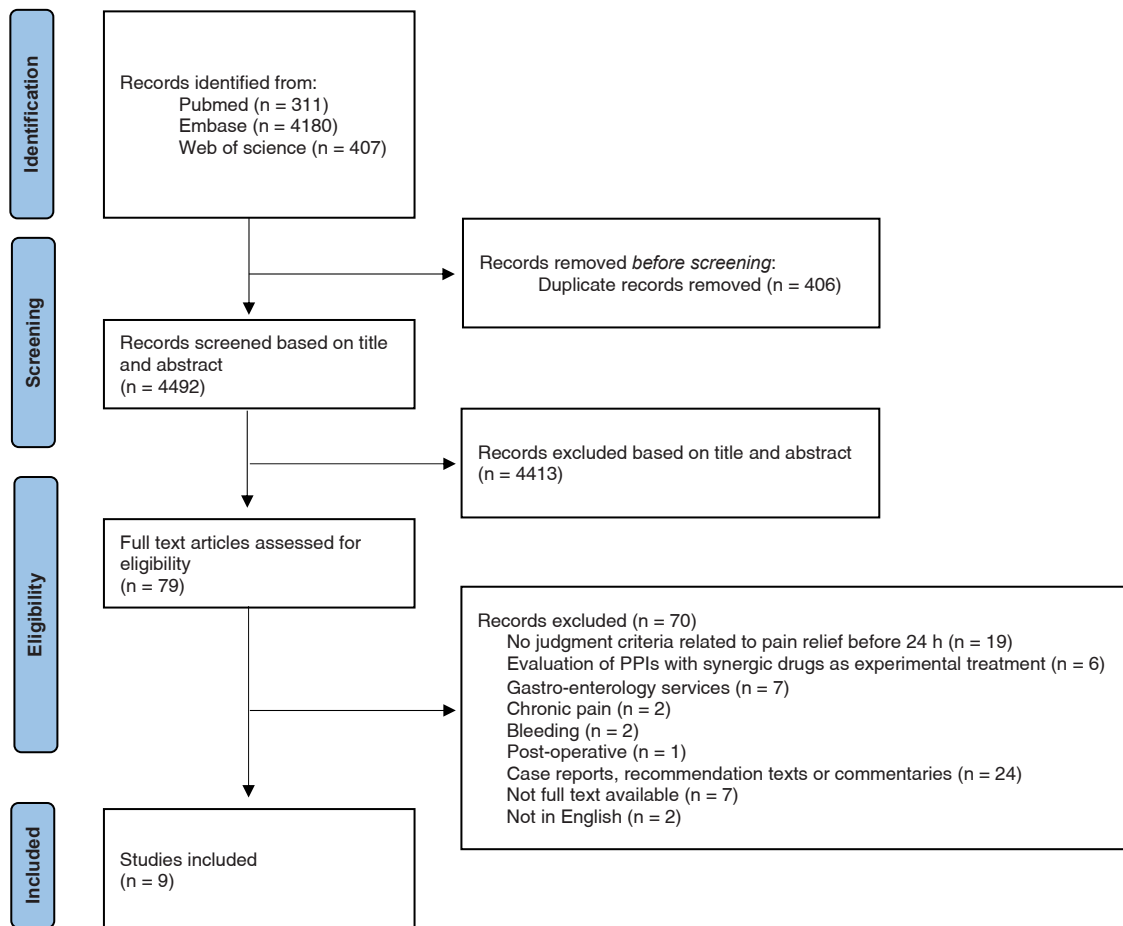 Identification
Records identified from:
Pubmed (n = 311)
Embase (n = 4180)
Web of science (n = 407)
Screening
Records removed before screening:
Duplicate records removed (n = 406)
Records screened based on title
and abstract
(n = 4492)
Records excluded based on title and abstract
(n = 4413)
Eligibility
Full text articles assessed for
eligibility
(n = 79)
Records excluded (n = 70)
No judgment criteria related to pain relief before 24 h (n = 19)
Evaluation of PPIs with synergic drugs as experimental treatment (n = 6)
Gastro-enterology services (n = 7)
Chronic pain (n = 2)
Bleeding (n = 2)
Post-operative (n = 1)
Case reports, recommendation texts or commentaries (n = 24)
Not full text available (n = 7)
Not in English (n = 2)
Included
Studies included
(n = 9)